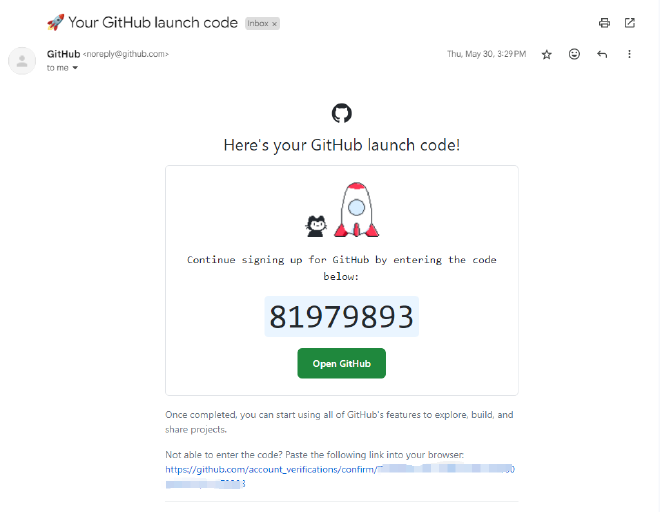 🚀 Your GitHub launch code Inbox ×
GitHub <noreply@github.com> Thu, May 30, 3:29 PM
to me
Here's your GitHub launch code!
Continue signing up for GitHub by entering the code
below:
81979893
Open GitHub
Once completed, you can start using all of GitHub's features to explore, build, and
share projects.
Not able to enter the code? Paste the following link into your browser:
https://github.com/account_verifications/confirm/